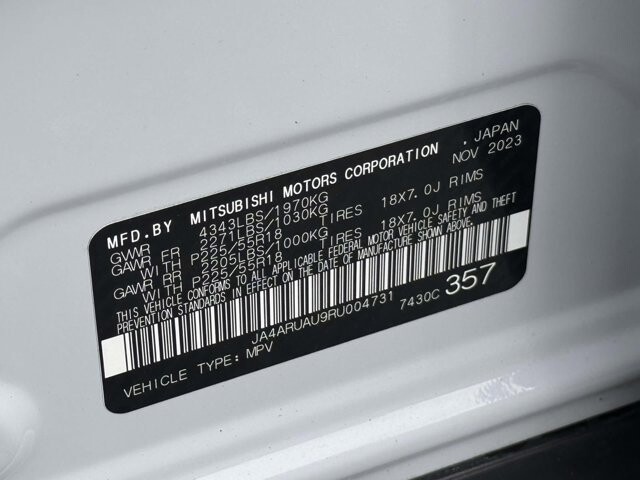 MFD.BY MITSUBISHI MOTORS CORPORATION , JAPAN
NOV 2023
GVWR 4343LBS/1970KG
GAWR FR 2271LBS/1030KG
WITH P225/55R18 TIRES 18X7.0J RIMS
GAWR RR 2205LBS/1000KG
WITH P225/55R18 TIRES 18X7.0J RIMS
THIS VEHICLE CONFORMS TO ALL APPLICABLE FEDERAL MOTOR VEHICLE SAFETY AND THEFT
PREVENTION STANDARDS IN EFFECT ON THE DATE OF MANUFACTURE SHOWN ABOVE.
JA4ARUAU9RU004731 7430C 357
VEHICLE TYPE: MPV